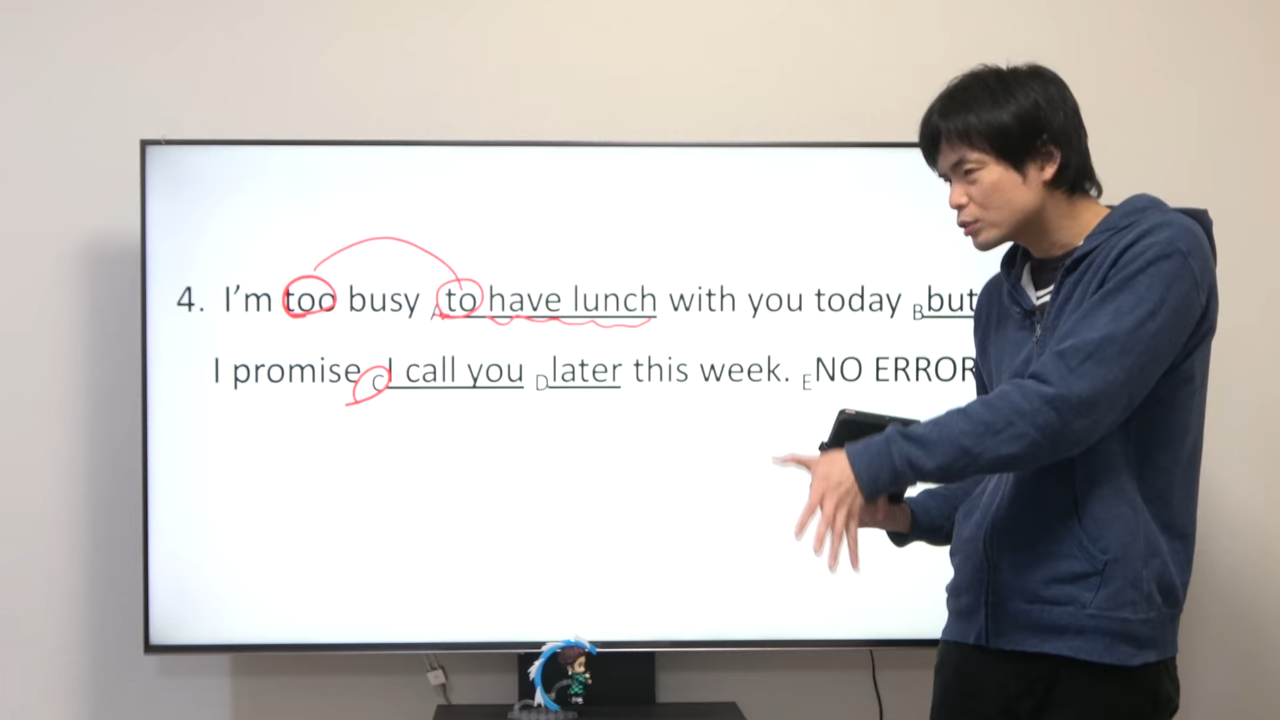 4. I'm too busy A to have lunch with you today B but
I promise C I call you D later this week. E NO ERROR